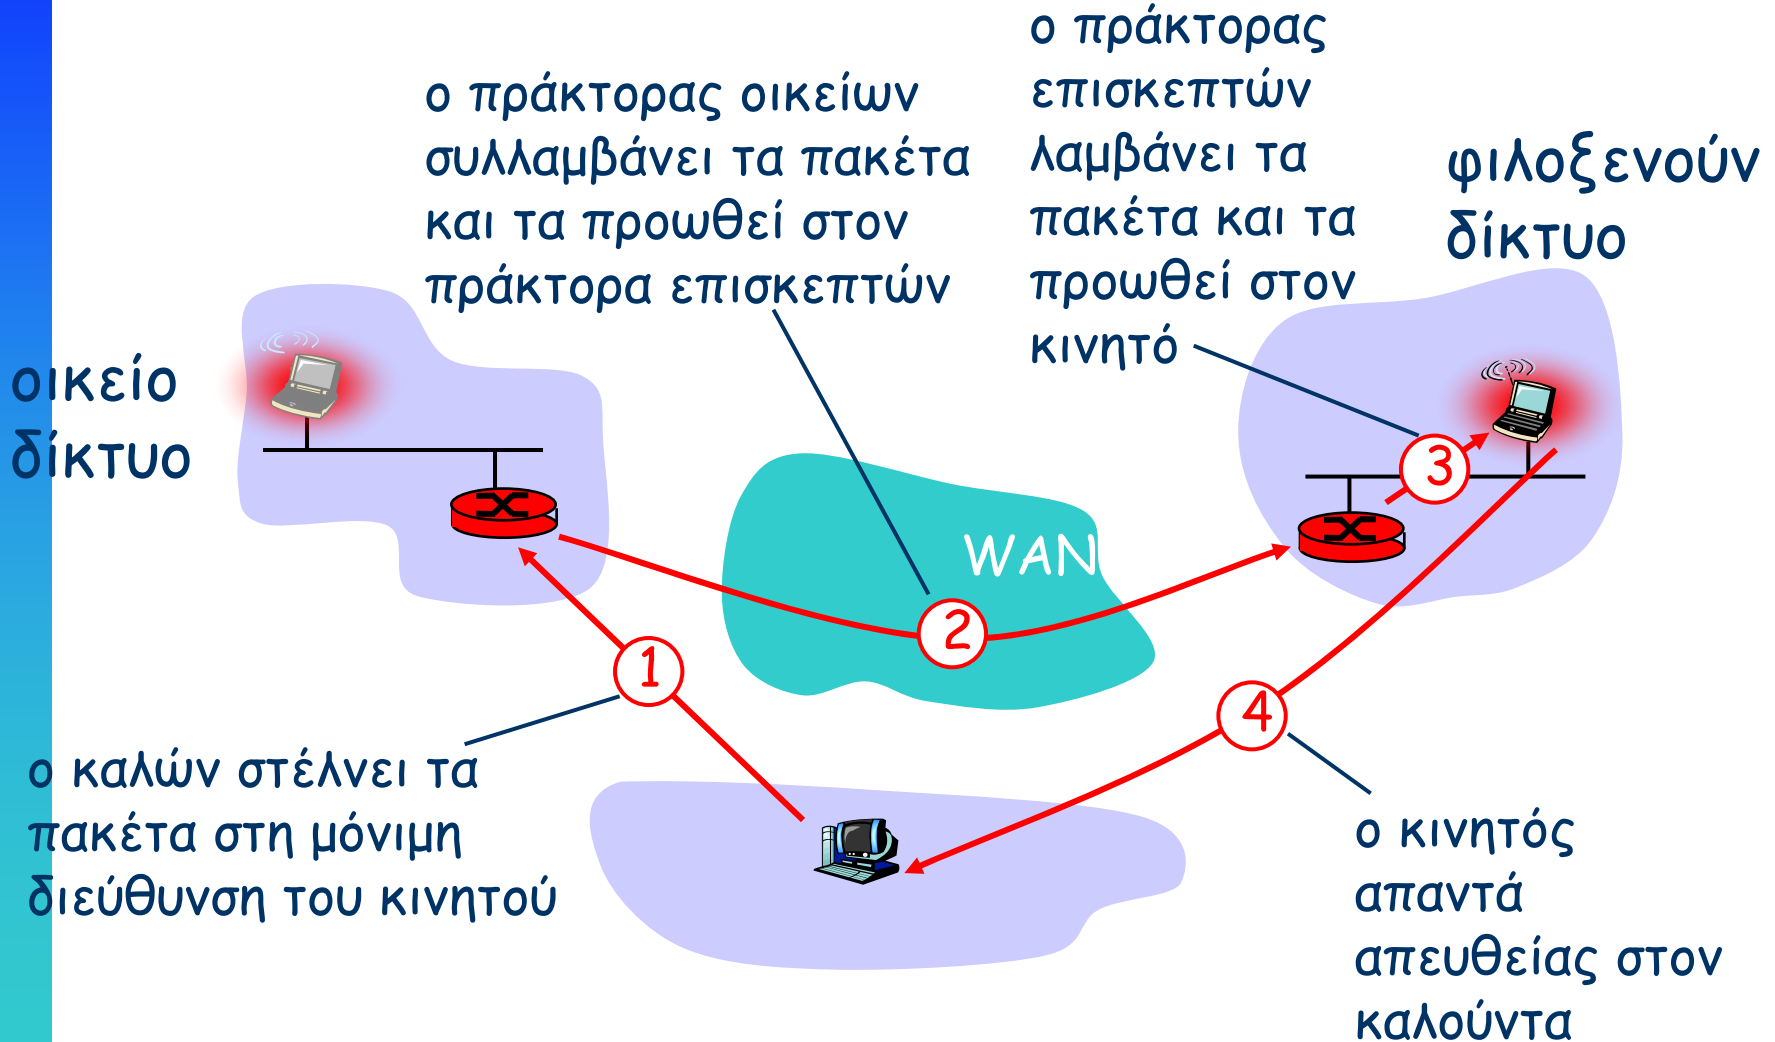 ο πράκτορας οικείων
συλλαμβάνει τα πακέτα
και τα προωθεί στον
πράκτορα επισκεπτών
ο πράκτορας
επισκεπτών
λαμβάνει τα
πακέτα και τα
προωθεί στον
κινητό
φιλοξενούν
δίκτυο
οικείο
δίκτυο
3
WAN
2
1
4
ο καλών στέλνει τα
πακέτα στη μόνιμη
διεύθυνση του κινητού
ο κινητός
απαντά
απευθείας στον
καλούντα